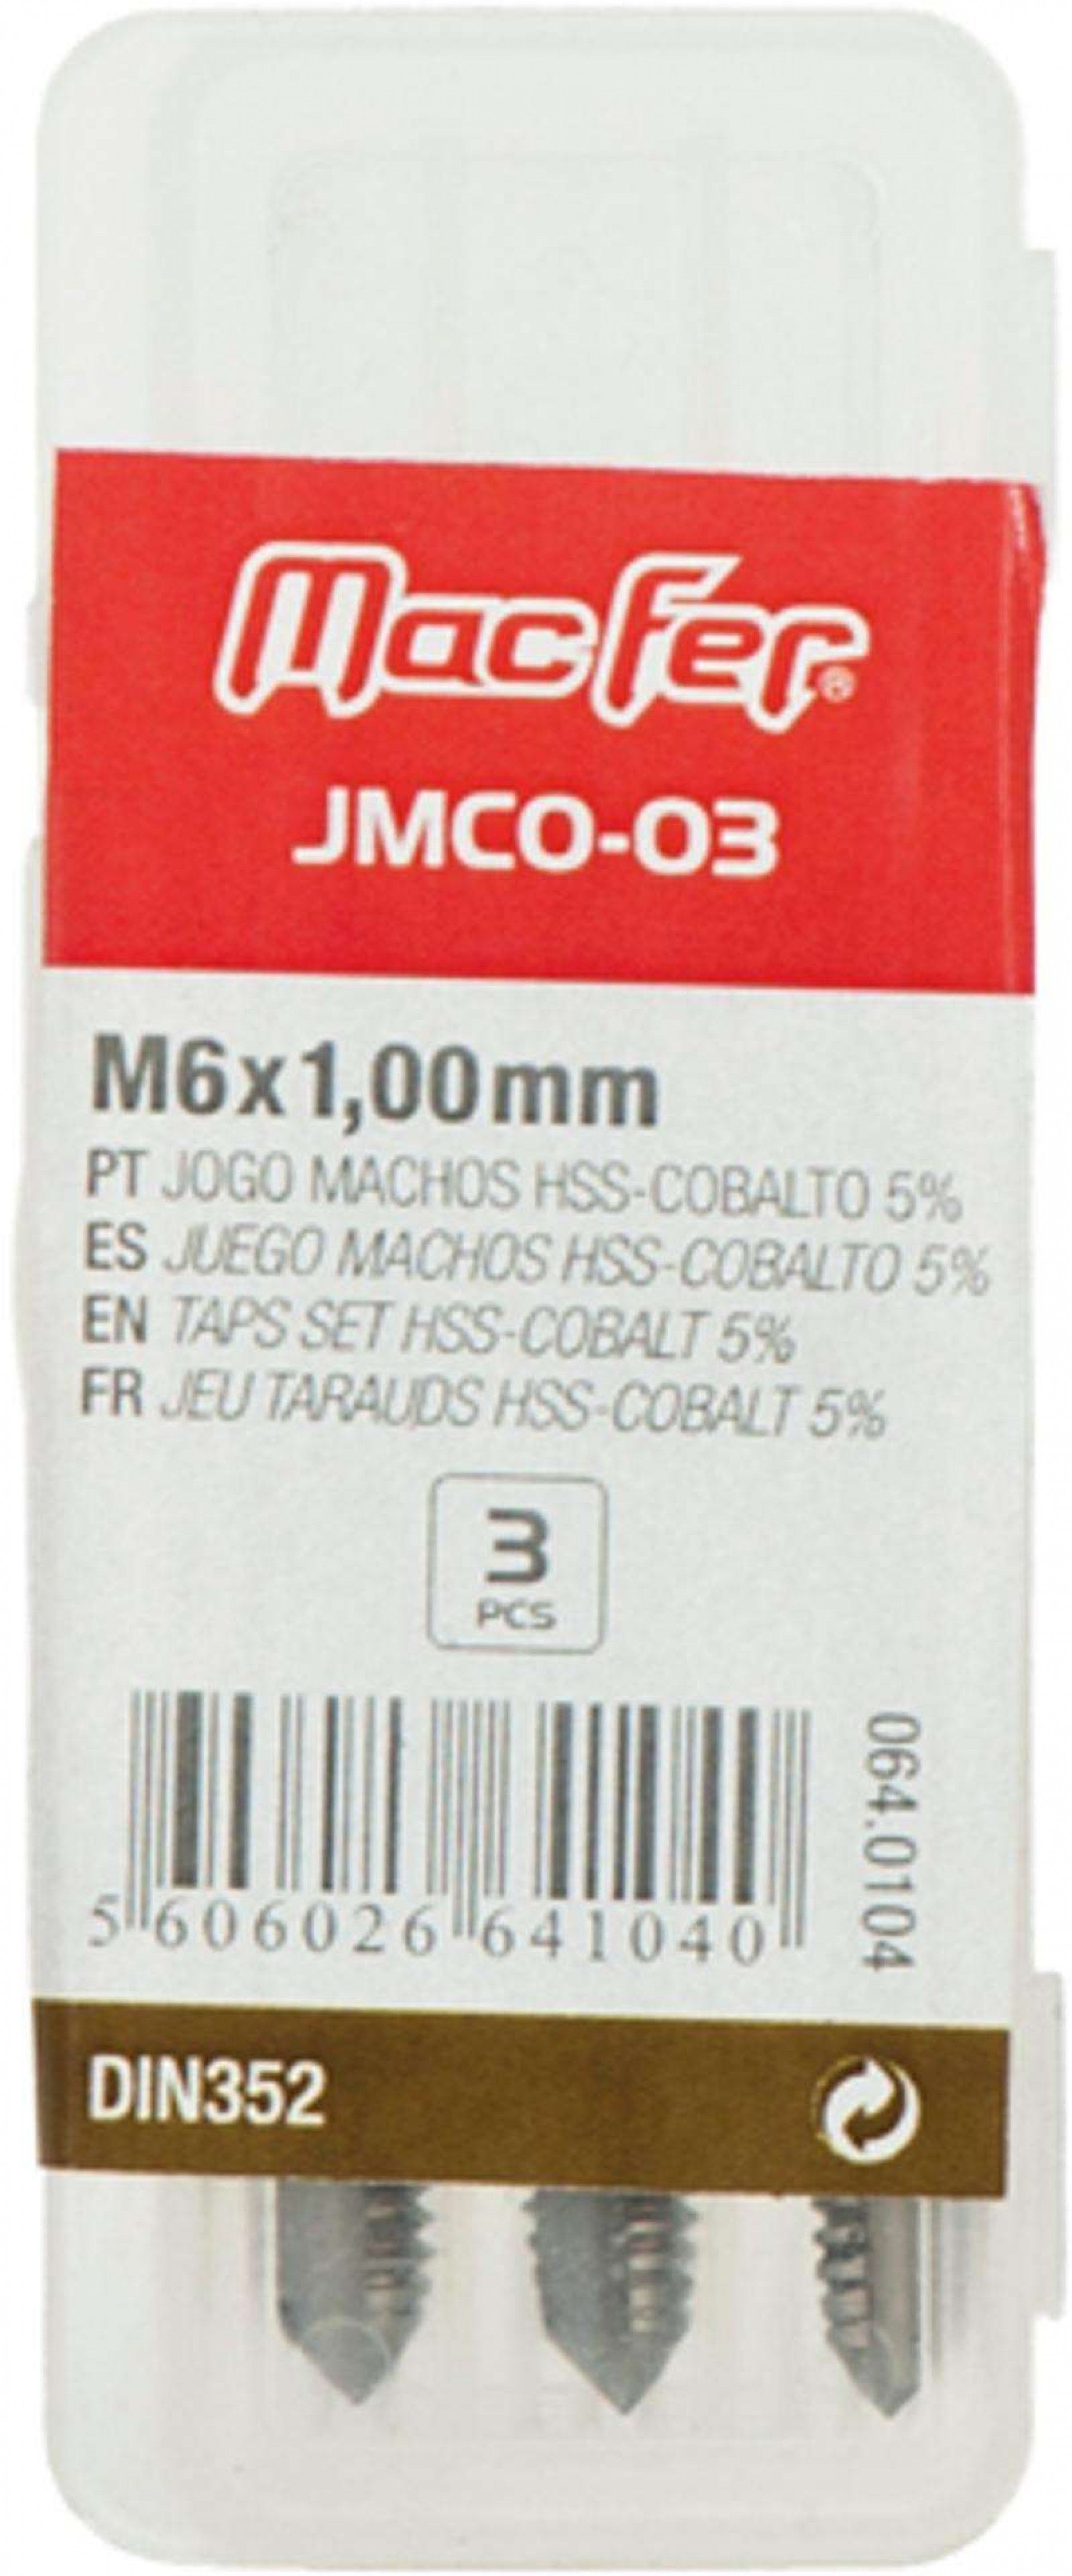 Macfer®
JMCO-03
M6x1,00mm
PT JOGO MACHOS HSS-COBALTO 5%
ES JUEGO MACHOS HSS-COBALTO 5%
EN TAPS SET HSS-COBALT 5%
FR JEU TARAUDS HSS-COBALT 5%
3
PCS
5 606026 641040
064.0104
DIN352